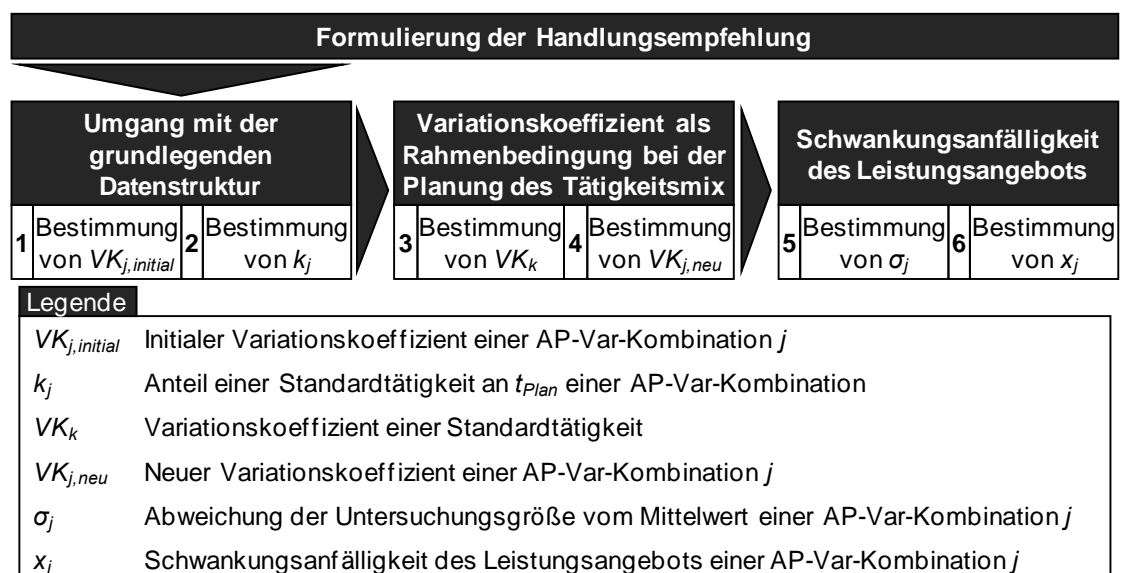 Formulierung der Handlungsempfehlung
Umgang mit der
grundlegenden
Datenstruktur
1 Bestimmung von VKj,initial
2 Bestimmung von kj
Variationskoeffizient als
Rahmenbedingung bei der
Planung des Tätigkeitsmix
3 Bestimmung von VKk
4 Bestimmung von VKj,neu
Schwankungsanfälligkeit
des Leistungsangebots
5 Bestimmung von σj
6 Bestimmung von xj
Legende
VKj,initial Initialer Variationskoeffizient einer AP-Var-Kombination j
kj Anteil einer Standardtätigkeit an tPlan einer AP-Var-Kombination
VKk Variationskoeffizient einer Standardtätigkeit
VKj,neu Neuer Variationskoeffizient einer AP-Var-Kombination j
σj Abweichung der Untersuchungsgröße vom Mittelwert einer AP-Var-Kombination j
xj Schwankungsanfälligkeit des Leistungsangebots einer AP-Var-Kombination j